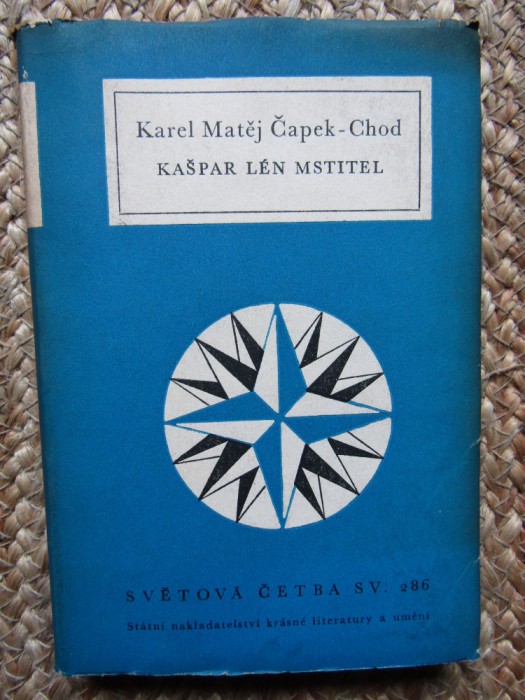 Karel Matěj Čapek-Chod
KAŠPAR LÉN MSTITEL
SVĚTOVÁ ČETBA SV. 286
Státní nakladatelství krásné literatury a umění